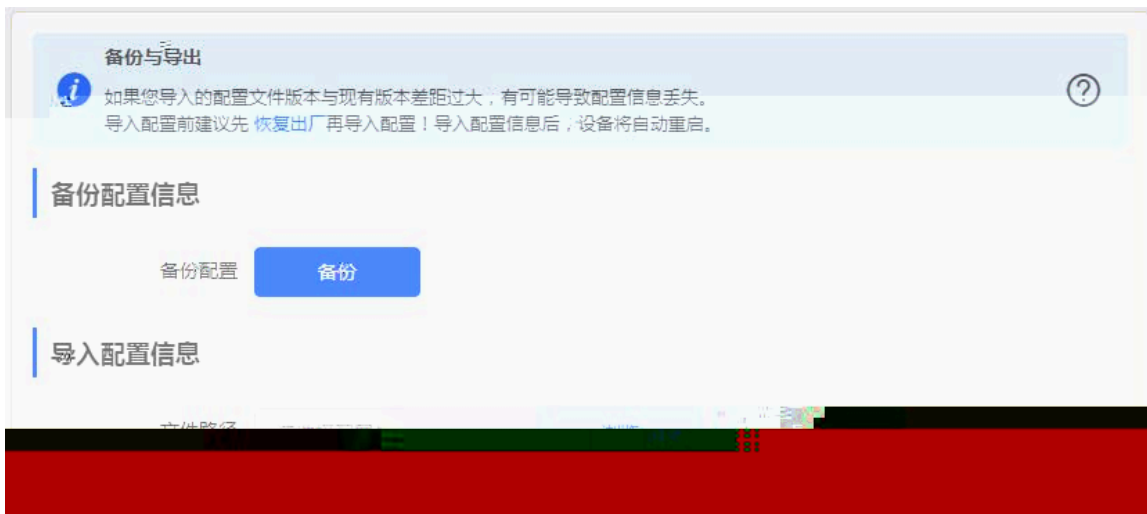 备份与导出
如果您导入的配置文件版本与现有版本差距过大，有可能导致配置信息丢失。
导入配置前建议先 恢复出厂再导入配置！导入配置信息后，设备将自动重启。
备份配置信息
备份配置 备份
导入配置信息
文件路径